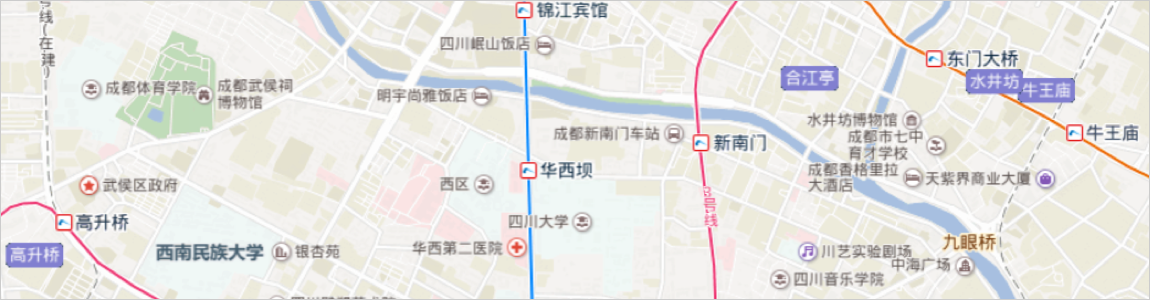 锦江宾馆
四川岷山饭店
号线(在建)
东门大桥
合江亭
水井坊
牛王庙
成都体育学院
成都武侯祠
博物馆
明宇尚雅饭店
水井坊博物馆
成都新南门车站
新南门
牛王庙
成都市七中
育才学校
华西坝
成都香格里拉
大酒店
天紫界商业大厦
武侯区政府
西区
3号线
高升桥
四川大学
高升桥
西南民族大学
银杏苑
华西第二医院
九眼桥
川艺实验剧场
中海广场
四川音乐学院